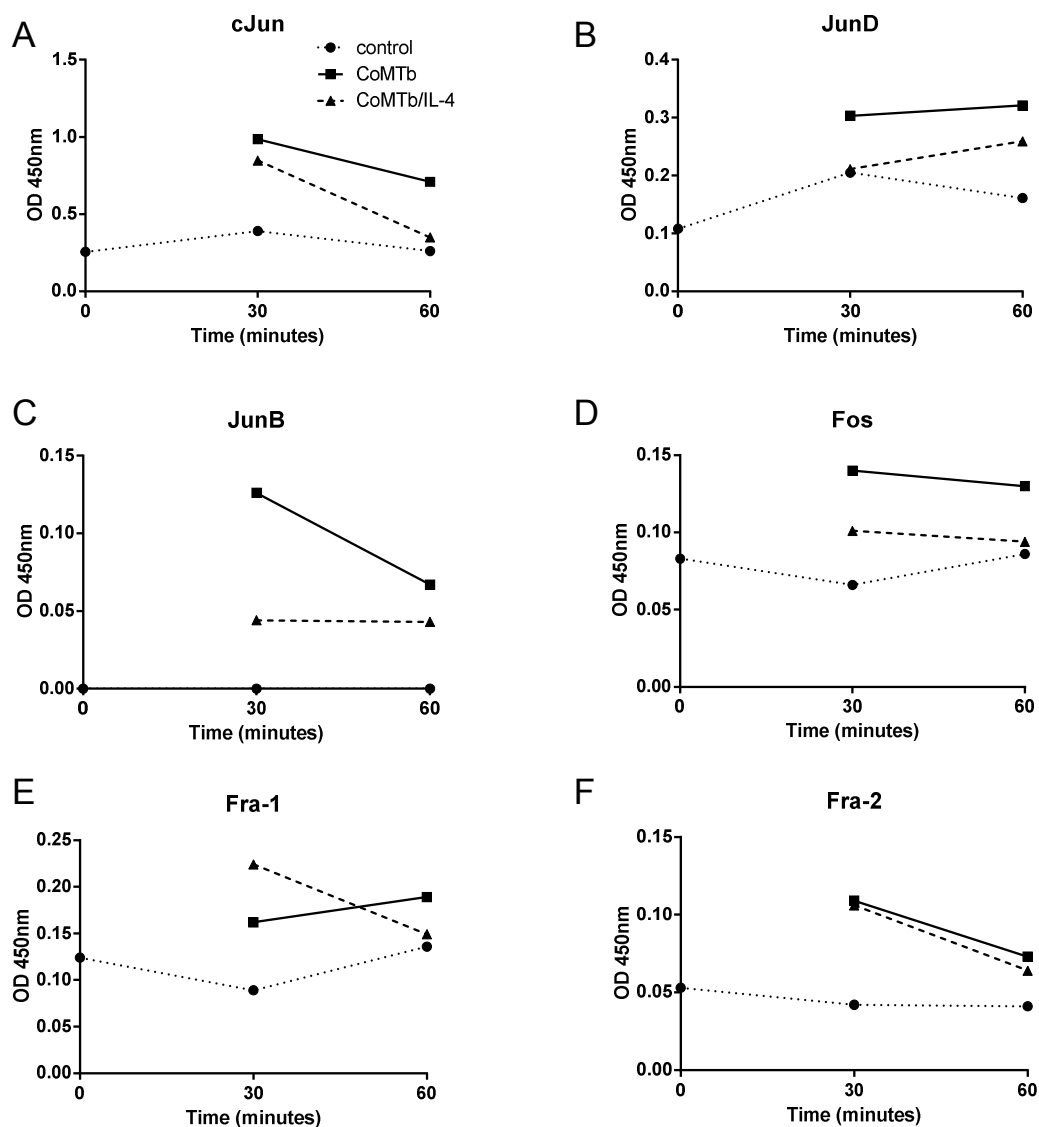 A
cJun
control
CoMTb
CoMTb/IL-4
1.5
1.0
0.5
0.0
OD 450nm
0 30 60
Time (minutes)
B
JunD
0.4
0.3
0.2
0.1
0.0
OD 450nm
0 30 60
Time (minutes)
C
JunB
0.15
0.10
0.05
0.00
OD 450nm
0 30 60
Time (minutes)
D
Fos
0.15
0.10
0.05
0.00
OD 450nm
0 30 60
Time (minutes)
E
Fra-1
0.25
0.20
0.15
0.10
0.05
0.00
OD 450nm
0 30 60
Time (minutes)
F
Fra-2
0.15
0.10
0.05
0.00
OD 450nm
0 30 60
Time (minutes)